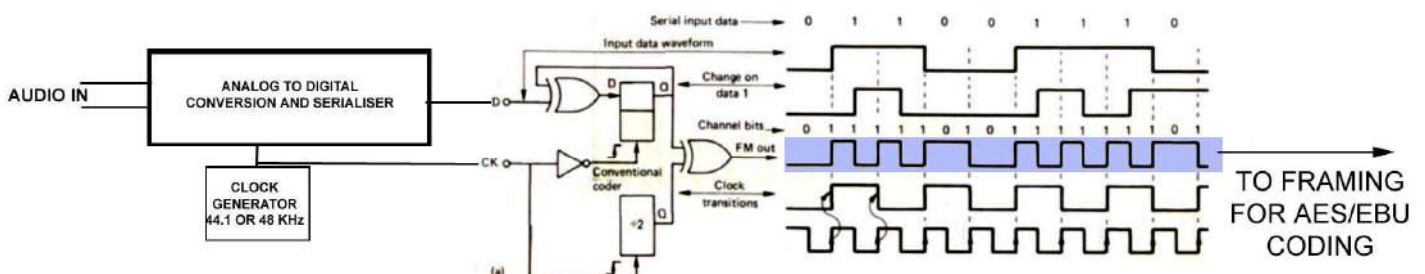 Serial input data
0 1 1 0 0 1 1 1 0
Input data waveform
AUDIO IN
ANALOG TO DIGITAL
CONVERSION AND SERIALISER
D
D
Q
Change on
data 1
Channel bits
0 1 1 1 1 1 0 1 0 1 1 1 1 1 1 1 0 1
FM out
CK
Conventional
coder
CLOCK
GENERATOR
44.1 OR 48 KHz
Clock
transitions
÷2
Q
(a)
TO FRAMING
FOR AES/EBU
CODING